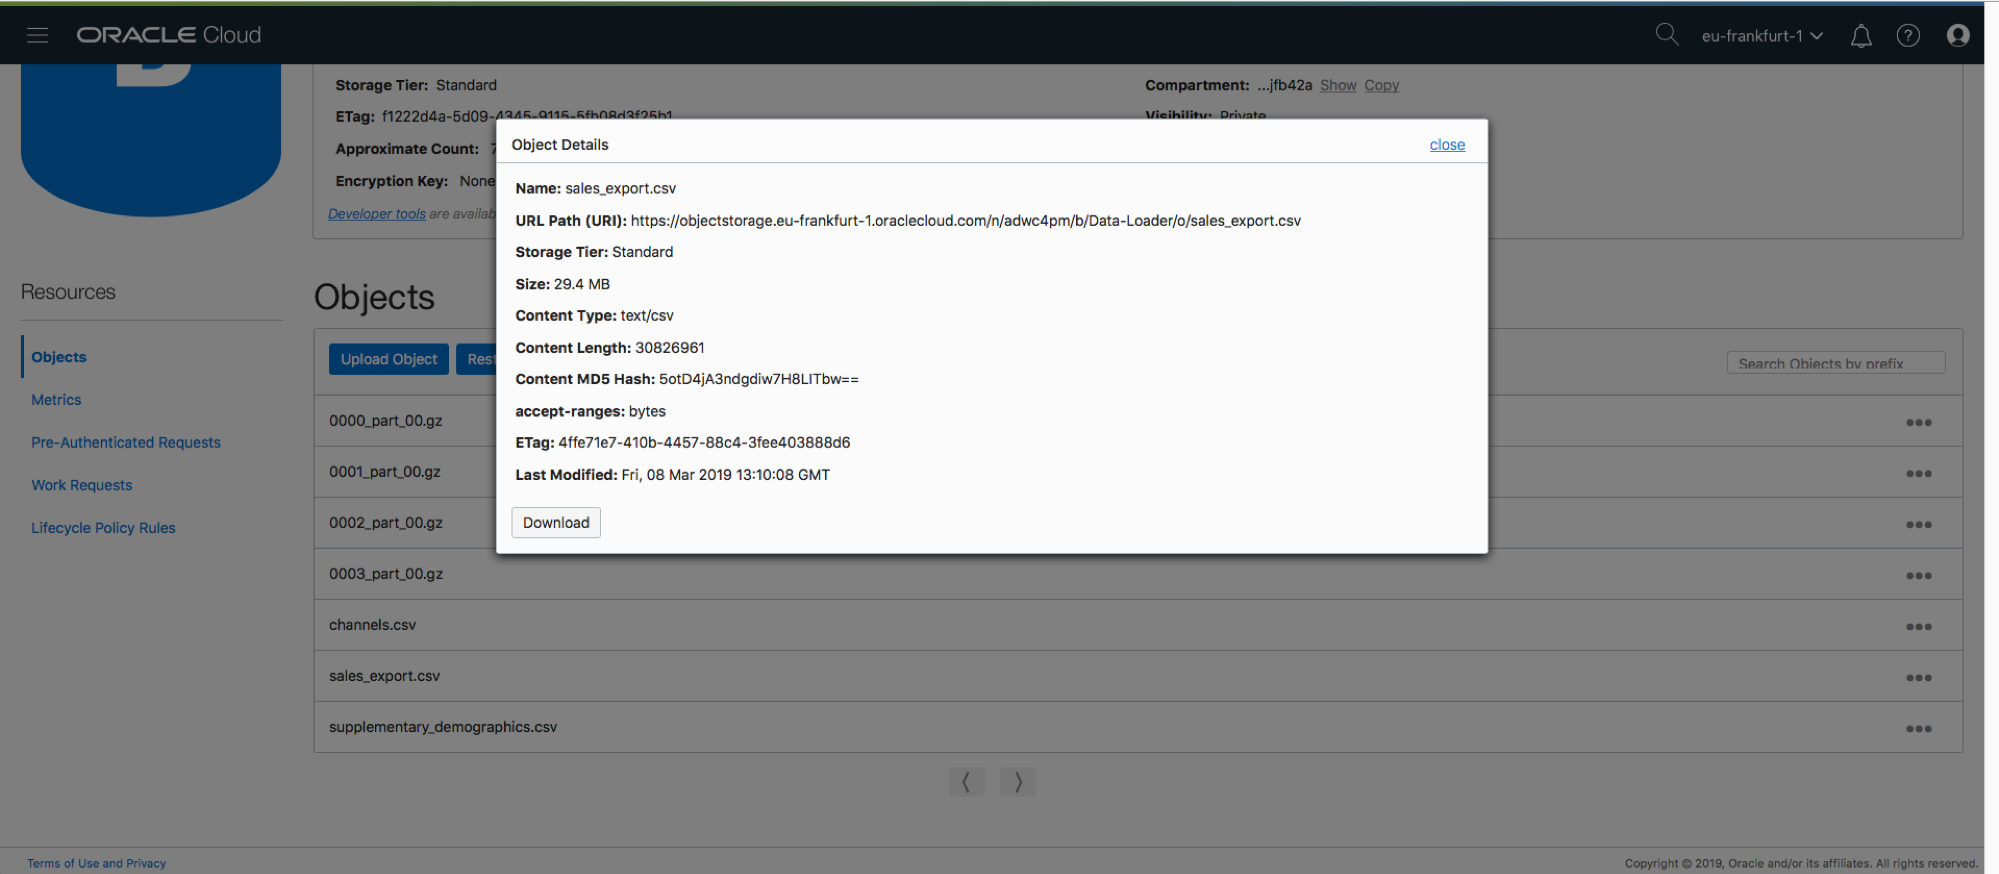 ORACLE Cloud
eu-frankfurt-1
Storage Tier: Standard
Compartment: ...jfb42a Show Copy
ETag: f1222d4a-5d09-4345-9115-5fb08d3f25b1
Visibility: Private
Approximate Count: 7
Encryption Key: None
Developer tools are availab
Object Details
close
Name: sales_export.csv
URL Path (URI): https://objectstorage.eu-frankfurt-1.oraclecloud.com/n/adwc4pm/b/Data-Loader/o/sales_export.csv
Storage Tier: Standard
Size: 29.4 MB
Content Type: text/csv
Content Length: 30826961
Content MD5 Hash: 5otD4jA3ndgdiw7H8LITbw==
accept-ranges: bytes
ETag: 4ffe71e7-410b-4457-88c4-3fee403888d6
Last Modified: Fri, 08 Mar 2019 13:10:08 GMT
Download
Resources
Objects
Metrics
Pre-Authenticated Requests
Work Requests
Lifecycle Policy Rules
Objects
Upload Object
Rest
Search Objects by prefix
0000_part_00.gz
0001_part_00.gz
0002_part_00.gz
0003_part_00.gz
channels.csv
sales_export.csv
supplementary_demographics.csv
Terms of Use and Privacy
Copyright © 2019, Oracle and/or its affiliates. All rights reserved.